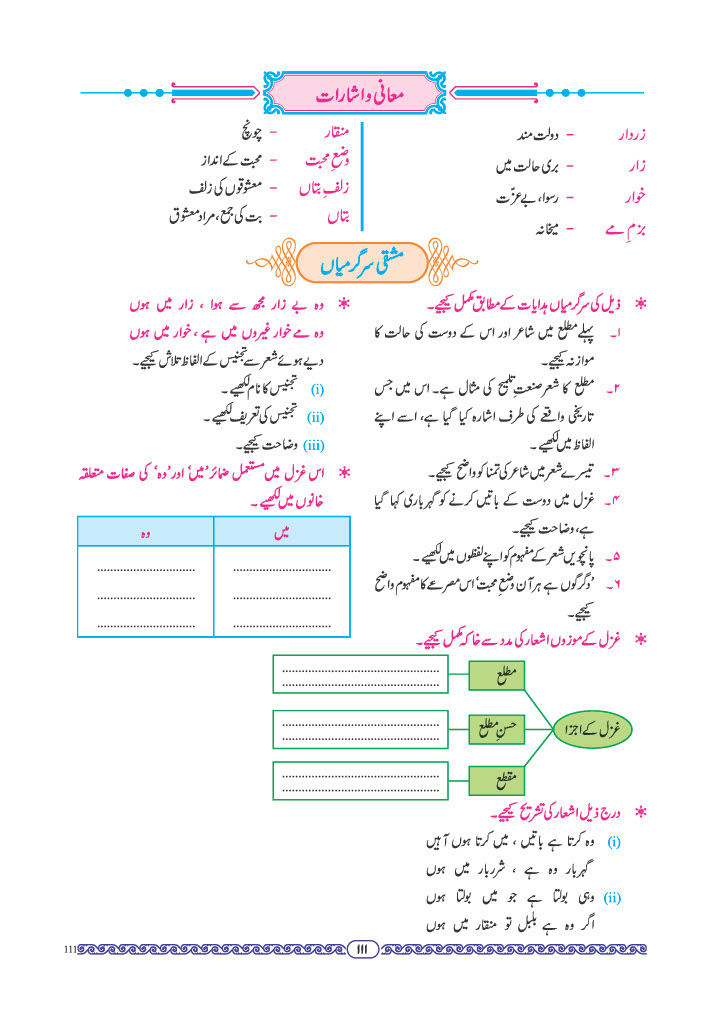 معانی و اشارات
زردار – دولت مند
زار – بری حالت میں
خوار – رسوا، بے عزّت
بزمِ مے – میخانہ
منقار – چونچ
وضعِ محبت – محبت کے انداز
زلفِ بتاں – معشوقوں کی زلف
بتاں – بت کی جمع، مراد معشوق
مشقی سرگرمیاں
* ذیل کی سرگرمیاں ہدایات کے مطابق مکمل کیجیے۔
۱۔ پہلے مطلع میں شاعر اور اس کے دوست کی حالت کا
موازنہ کیجیے۔
۲۔ مطلع کا شعر صنعتِ تلمیح کی مثال ہے۔ اس میں جس
تاریخی واقعے کی طرف اشارہ کیا گیا ہے، اسے اپنے
الفاظ میں لکھیے۔
۳۔ تیسرے شعر میں شاعر کی تمنا کو واضح کیجیے۔
۴۔ غزل میں دوست کے باتیں کرنے کو گہرباری کہا گیا
ہے، وضاحت کیجیے۔
۵۔ پانچویں شعر کے مفہوم کو اپنے لفظوں میں لکھیے۔
۶۔ ’دگرگوں ہے ہر آن وضعِ محبت‘ اس مصرعے کا مفہوم واضح
کیجیے۔
* وہ بے زار مجھ سے ہوا ، زار میں ہوں
وہ مے خوار غیروں میں ہے ، خوار میں ہوں
دیے ہوئے شعر سے تجنیس کے الفاظ تلاش کیجیے۔
(i) تجنیس کا نام لکھیے۔
(ii) تجنیس کی تعریف لکھیے۔
(iii) وضاحت کیجیے۔
* اس غزل میں مستعمل ضمائر ’میں‘ اور ’وہ‘ کی صفات متعلقہ
خانوں میں لکھیے۔
میں وہ
* غزل کے موزوں اشعار کی مدد سے خاکہ مکمل کیجیے۔
غزل کے اجزا
مطلع
حسنِ مطلع
مقطع
* درج ذیل اشعار کی تشریح کیجیے۔
(i) وہ کرتا ہے باتیں ، میں کرتا ہوں آہیں
گہربار وہ ہے ، شرربار میں ہوں
(ii) وہی بولتا ہے جو میں بولتا ہوں
اگر وہ ہے بلبل تو منقار میں ہوں
111
۱۱۱